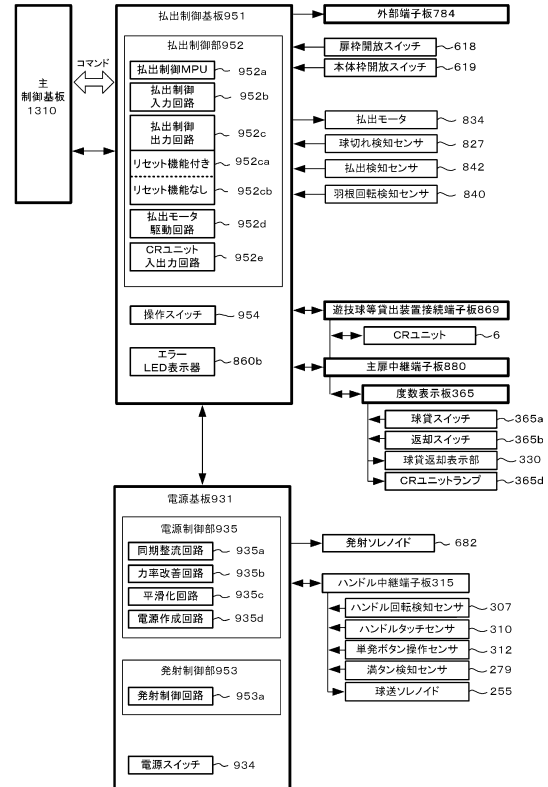 主
制御基板
1310
コマンド
払出制御基板951
払出制御部952
払出制御MPU
952a
払出制御
入力回路
952b
払出制御
出力回路
952c
リセット機能付き
952ca
リセット機能なし
952cb
払出モータ
駆動回路
952d
CRユニット
入出力回路
952e
操作スイッチ
954
エラー
LED表示器
860b
外部端子板784
扉枠開放スイッチ
618
本体枠開放スイッチ
619
払出モータ
834
球切れ検知センサ
827
払出検知センサ
842
羽根回転検知センサ
840
遊技球等貸出装置接続端子板869
CRユニット
6
主扉中継端子板880
度数表示板365
球貸スイッチ
365a
返却スイッチ
365b
球貸返却表示部
330
CRユニットランプ
365d
電源基板931
電源制御部935
同期整流回路
935a
力率改善回路
935b
平滑化回路
935c
電源作成回路
935d
発射制御部953
発射制御回路
953a
電源スイッチ
934
発射ソレノイド
682
ハンドル中継端子板315
ハンドル回転検知センサ
307
ハンドルタッチセンサ
310
単発ボタン操作センサ
312
満タン検知センサ
279
球送ソレノイド
255